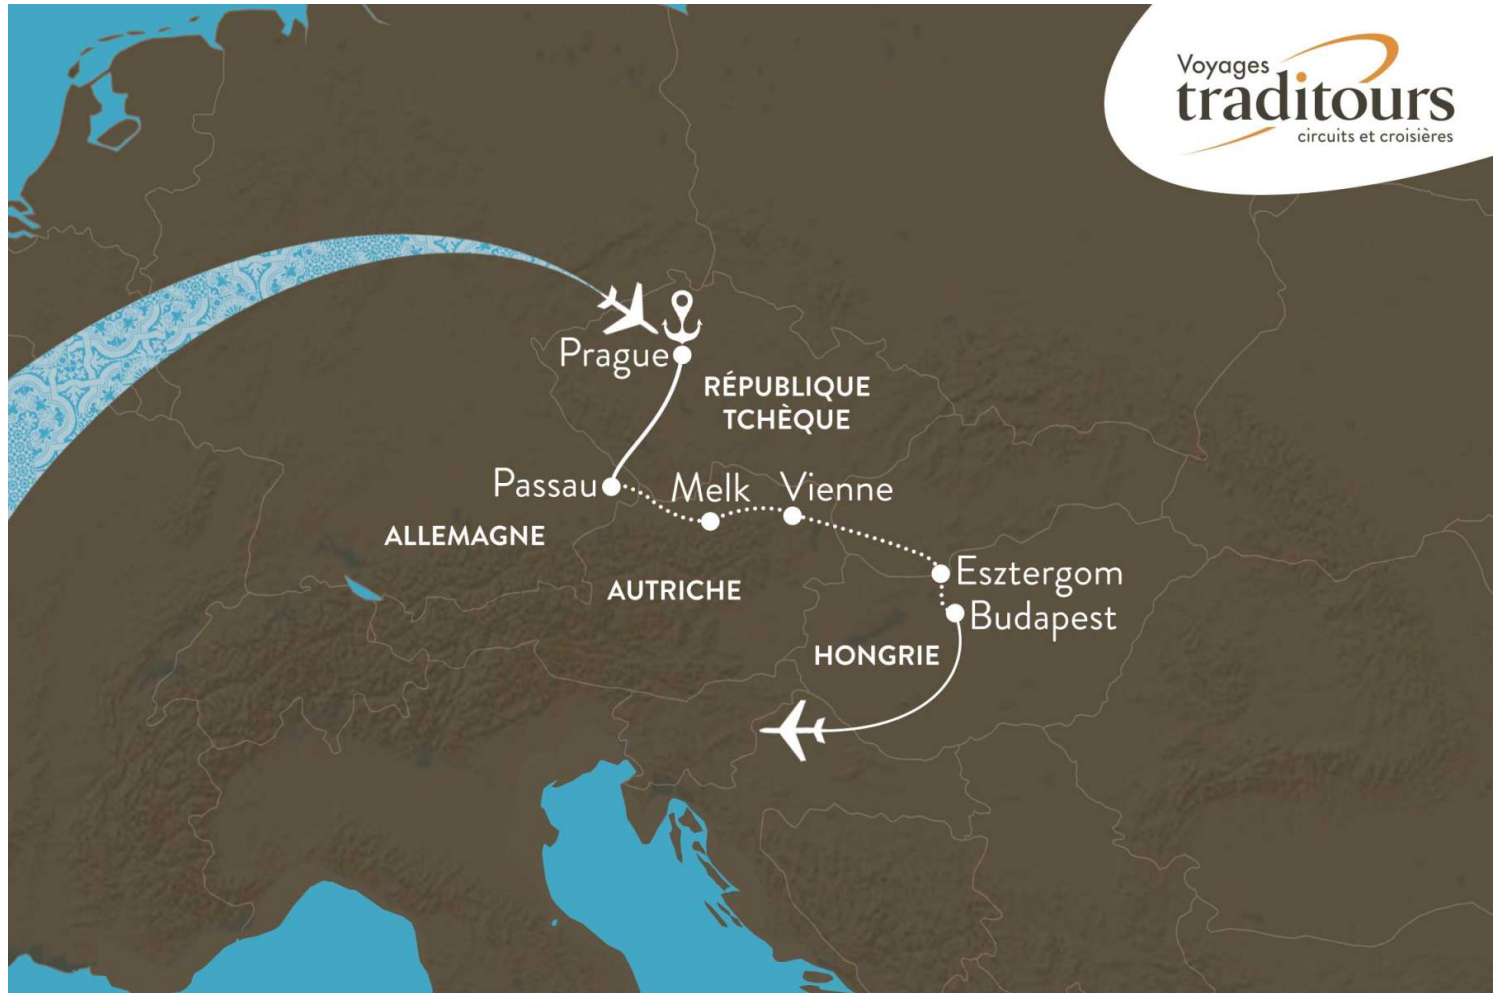 Voyages
traditours
circuits et croisières
Prague
RÉPUBLIQUE
TCHÈQUE
Passau
Melk
Vienne
ALLEMAGNE
Esztergom
AUTRICHE
Budapest
HONGRIE